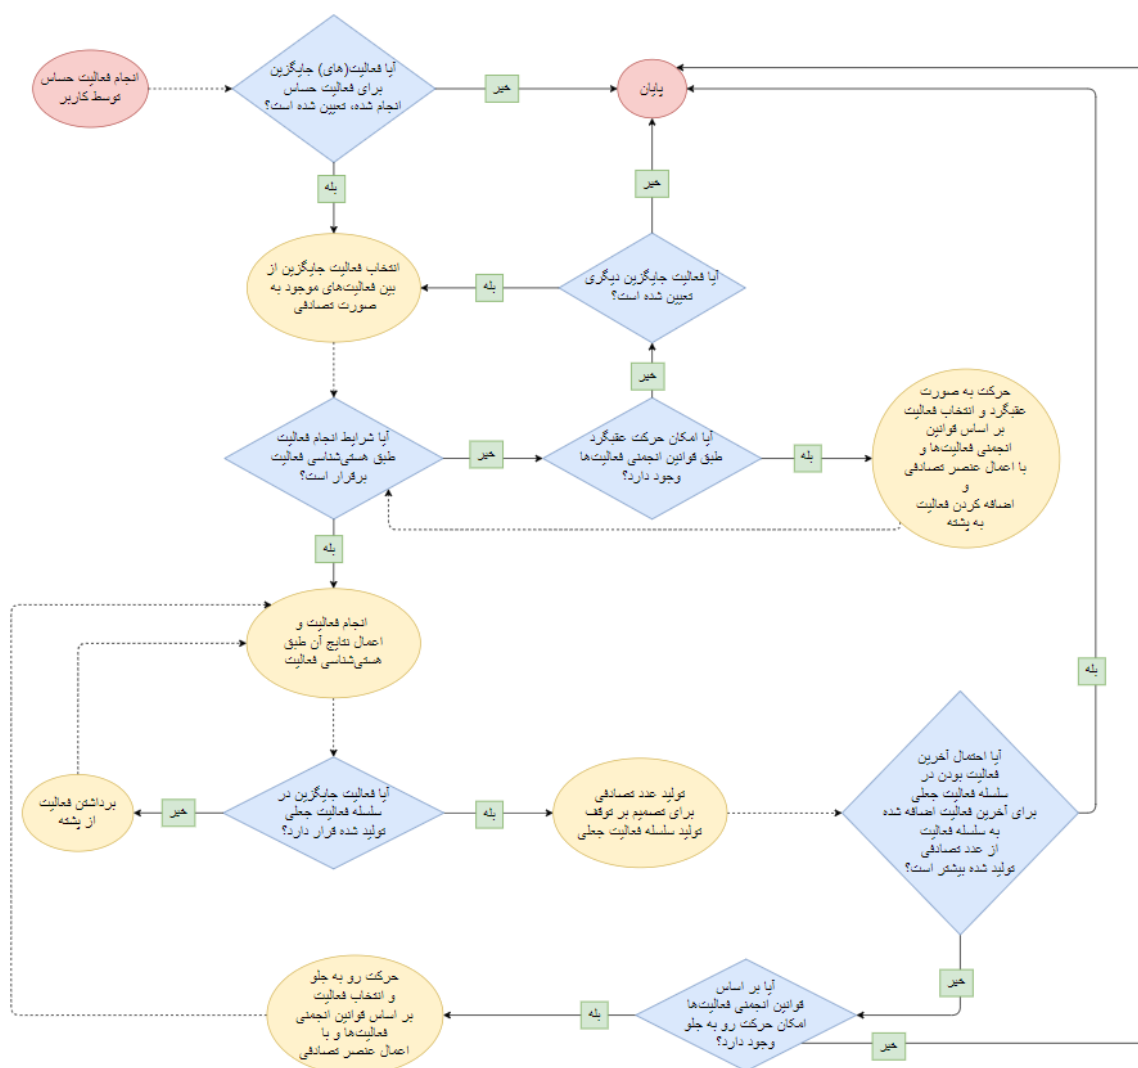 انجام فعالیت حساس
توسط کاربر
آیا فعالیت(های) جایگزین
برای فعالیت حساس
انجام شده، تعیین شده است؟
خیر
پایان
بله
خیر
انتخاب فعالیت جایگزین از
بین فعالیت‌های موجود به
صورت تصادفی
بله
آیا فعالیت جایگزین دیگری
تعیین شده است؟
خیر
آیا شرایط انجام فعالیت
طبق هستی‌شناسی فعالیت
برقرار است؟
خیر
آیا امکان حرکت عقبگرد
طبق قوانین انجمنی فعالیت‌ها
وجود دارد؟
بله
حرکت به صورت
عقبگرد و انتخاب فعالیت
بر اساس قوانین
انجمنی فعالیت‌ها و
با اعمال عنصر تصادفی
و
اضافه کردن فعالیت
به پشته
بله
انجام فعالیت و
اعمال نتایج آن طبق
هستی‌شناسی فعالیت
بله
برداشتن فعالیت
از پشته
خیر
آیا فعالیت جایگزین در
سلسله فعالیت جعلی
تولید شده قرار دارد؟
بله
تولید عدد تصادفی
برای تصمیم بر توقف
تولید سلسله فعالیت جعلی
آیا احتمال آخرین
فعالیت بودن در
سلسله فعالیت جعلی
برای آخرین فعالیت اضافه شده
به سلسله فعالیت
از عدد تصادفی
تولید شده بیشتر است؟
خیر
حرکت رو به جلو
و انتخاب فعالیت
بر اساس قوانین انجمنی
فعالیت‌ها و با
اعمال عنصر تصادفی
بله
آیا بر اساس
قوانین انجمنی فعالیت‌ها
امکان حرکت رو به جلو
وجود دارد؟
خیر